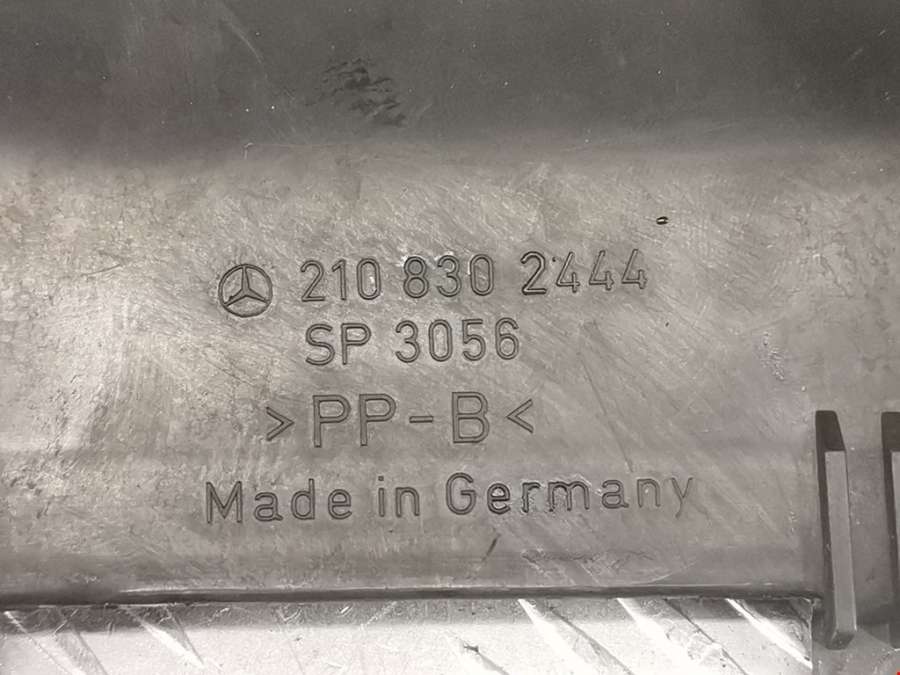 210 830 2444
SP 3056
>PP-B<
Made in Germany